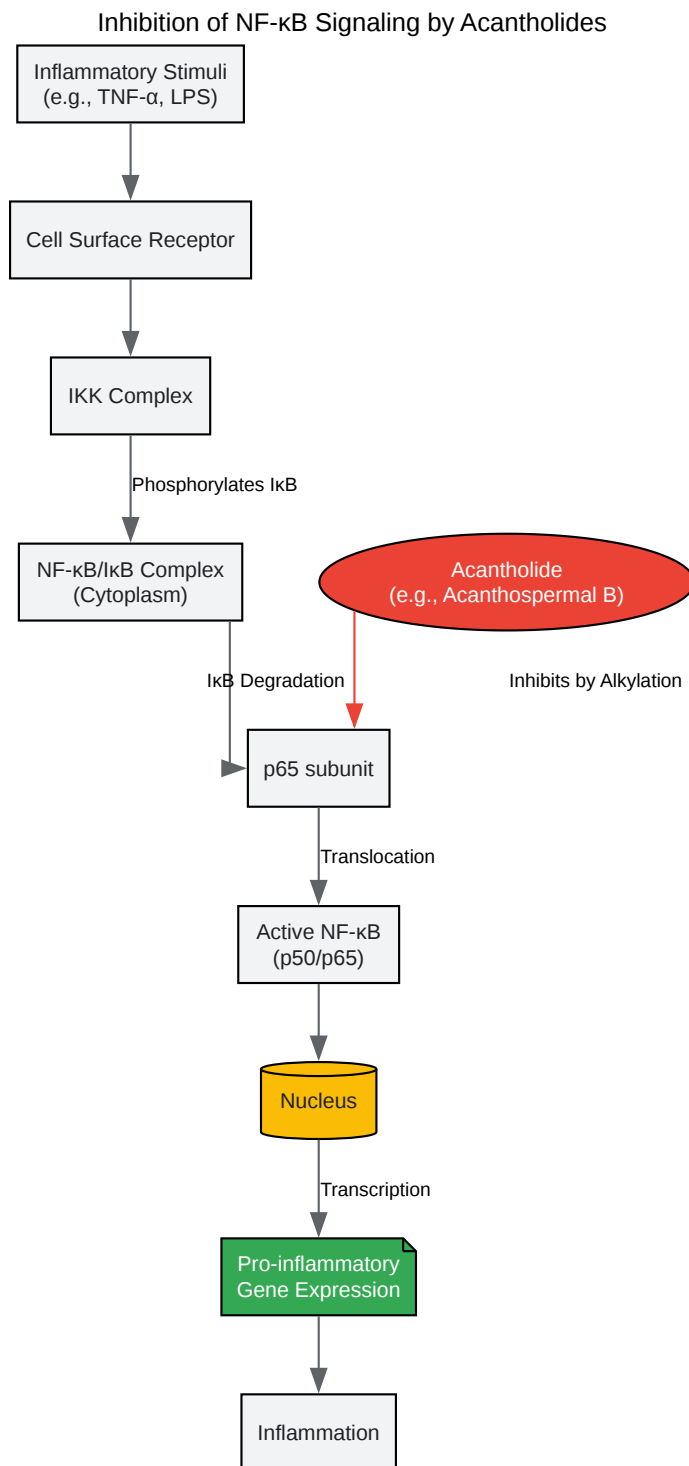 Inhibition of NF-κB Signaling by Acantholides
Inflammatory Stimuli
(e.g., TNF-α, LPS)
Cell Surface Receptor
IKK Complex
Phosphorylates IκB
NF-κB/IκB Complex
(Cytoplasm)
Acantholide
(e.g., Acanthospermal B)
IκB Degradation
Inhibits by Alkylation
p65 subunit
Translocation
Active NF-κB
(p50/p65)
Nucleus
Transcription
Pro-inflammatory
Gene Expression
Inflammation